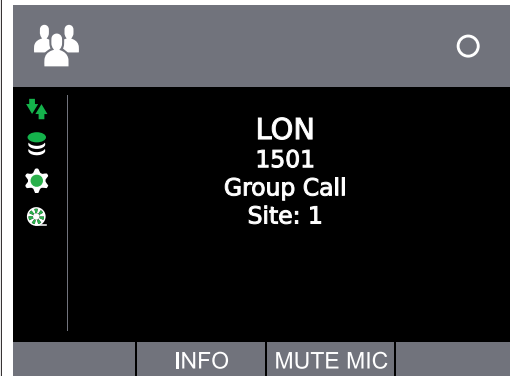 LON
1501
Group Call
Site: 1
INFO
MUTE MIC